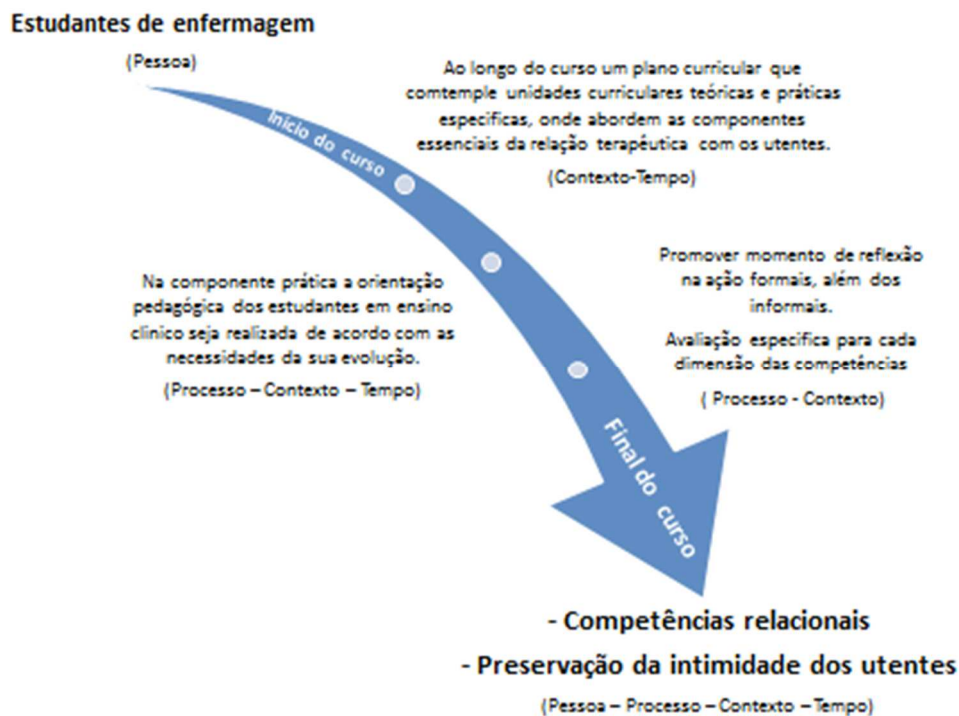 Estudantes de enfermagem
(Pessoa)
Início do curso
Ao longo do curso um plano curricular que
comtemple unidades curriculares teóricas e práticas
especificas, onde abordem as componentes
essenciais da relação terapêutica com os utentes.
(Contexto-Tempo)
Na componente prática a orientação
pedagógica dos estudantes em ensino
clinico seja realizada de acordo com as
necessidades da sua evolução.
(Processo – Contexto – Tempo)
Promover momento de reflexão
na ação formais, além dos
informais.
Avaliação especifica para cada
dimensão das competências
( Processo - Contexto)
Final do curso
- Competências relacionais
- Preservação da intimidade dos utentes
(Pessoa – Processo – Contexto – Tempo)